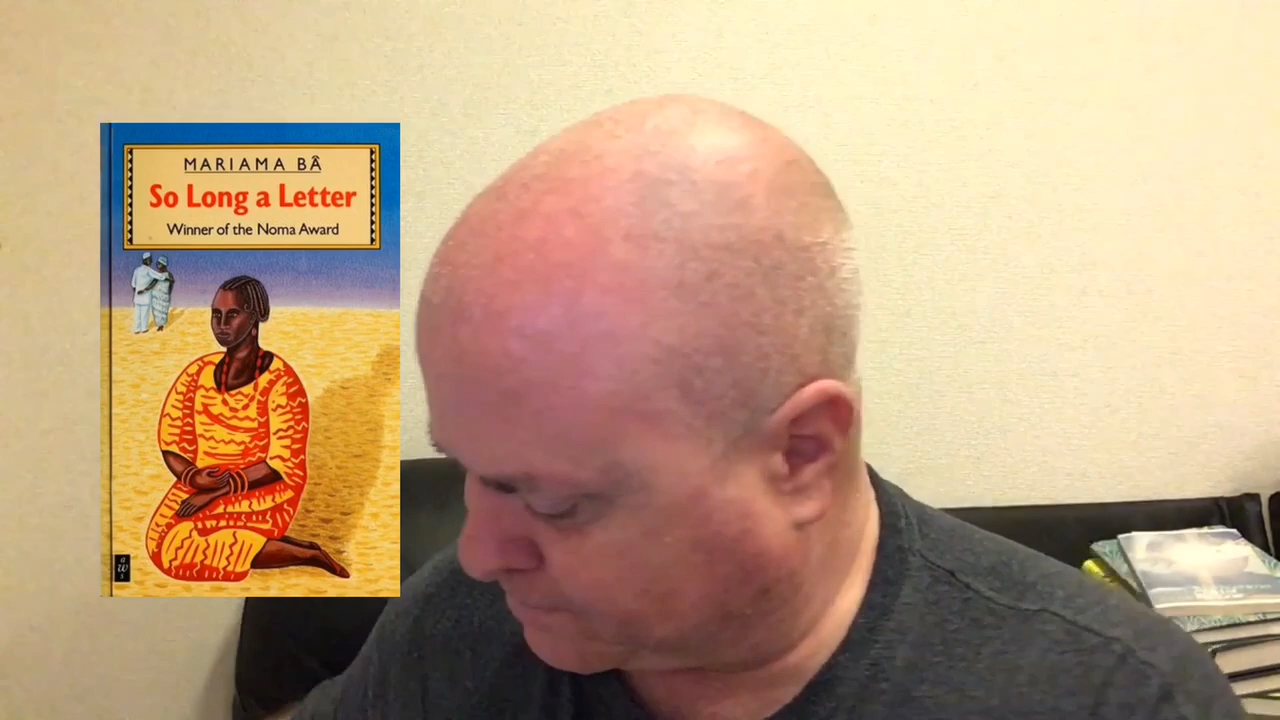 MARIAMA BÂ
So Long a Letter
Winner of the Noma Award
a
w
s